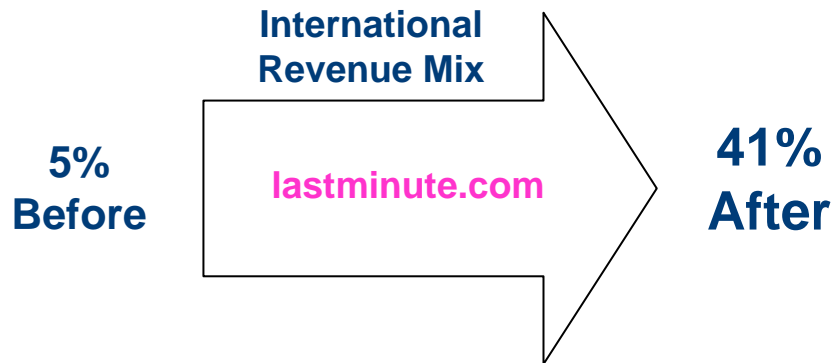 International
Revenue Mix
5%
Before
lastminute.com
41%
After